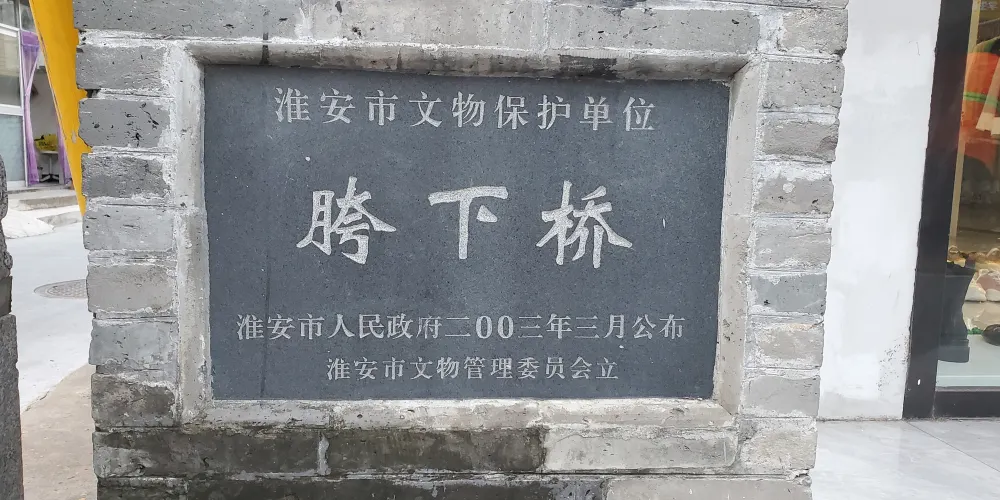 淮安市文物保护单位
胯下桥
淮安市人民政府二00三年三月公布
淮安市文物管理委员会立